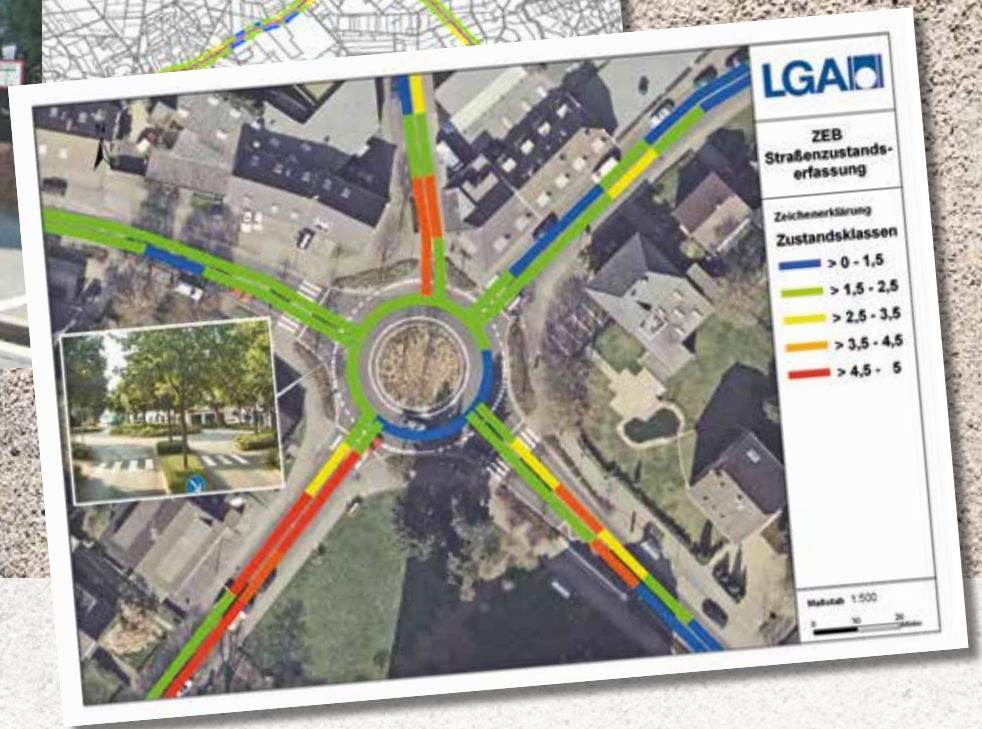 LGA
ZEB
Straßenzustands-
erfassung
Zeichenerklärung
Zustandsklassen
> 0 - 1,5
> 1,5 - 2,5
> 2,5 - 3,5
> 3,5 - 4,5
> 4,5 - 5
Maßstab 1:500
0 10 20